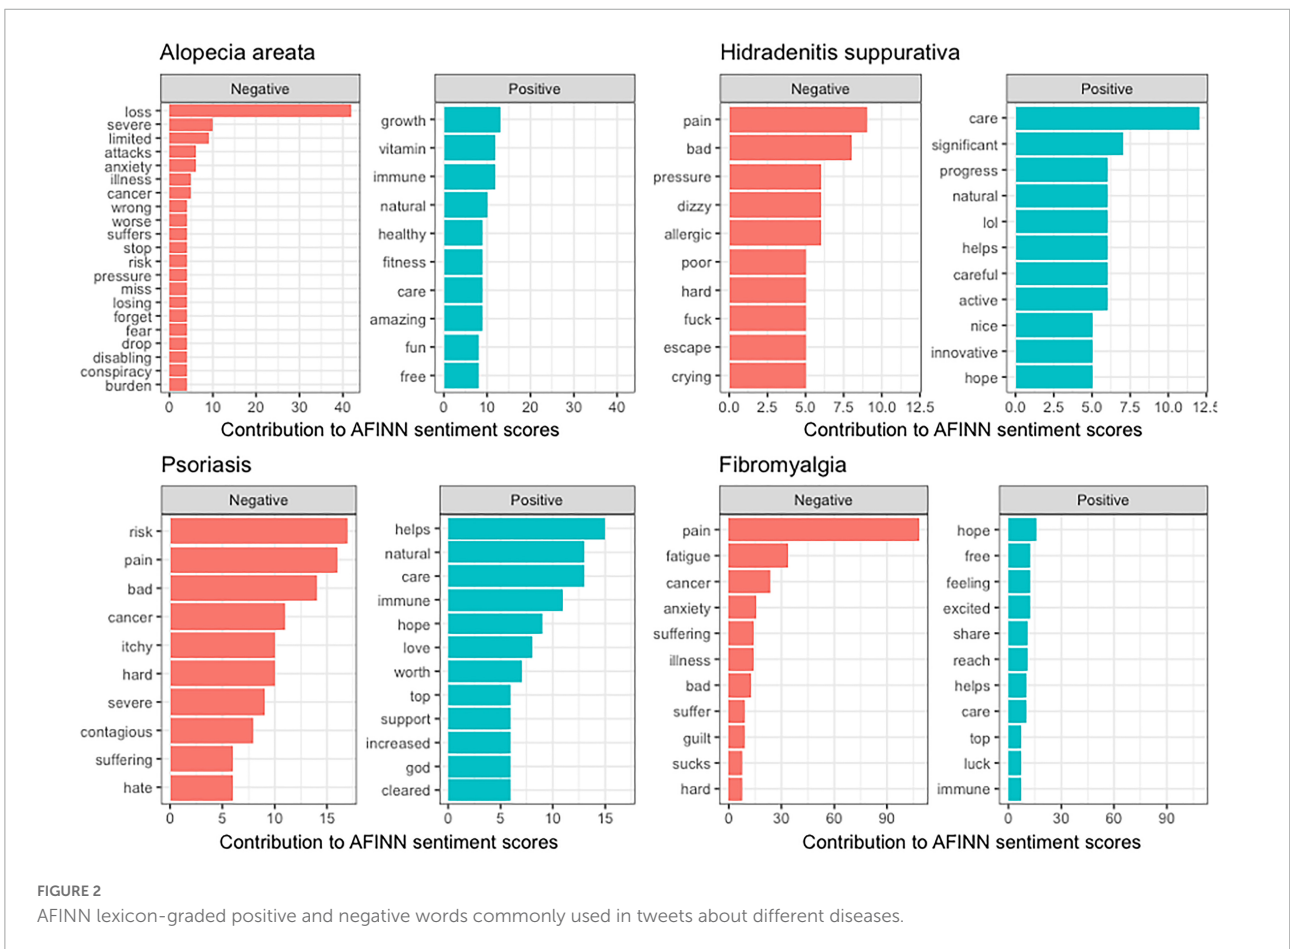 Alopecia areata
Negative
loss
severe
limited
attacks
anxiety
illness
cancer
wrong
worse
suffers
stop
risk
pressure
miss
losing
forget
fear
drop
disabling
conspiracy
burden
0 10 20 30 40
Positive
growth
vitamin
immune
natural
healthy
fitness
care
amazing
fun
free
0 10 20 30 40
Contribution to AFINN sentiment scores
Hidradenitis suppurativa
Negative
pain
bad
pressure
dizzy
allergic
poor
hard
fuck
escape
crying
0.0 2.5 5.0 7.5 10.0 12.5
Positive
care
significant
progress
natural
lol
helps
careful
active
nice
innovative
hope
0.0 2.5 5.0 7.5 10.0 12.5
Contribution to AFINN sentiment scores
Psoriasis
Negative
risk
pain
bad
cancer
itchy
hard
severe
contagious
suffering
hate
0 5 10 15
Positive
helps
natural
care
immune
hope
love
worth
top
support
increased
god
cleared
0 5 10 15
Contribution to AFINN sentiment scores
Fibromyalgia
Negative
pain
fatigue
cancer
anxiety
suffering
illness
bad
suffer
guilt
sucks
hard
0 30 60 90
Positive
hope
free
feeling
excited
share
reach
helps
care
top
luck
immune
0 30 60 90
Contribution to AFINN sentiment scores
FIGURE 2
AFINN lexicon-graded positive and negative words commonly used in tweets about different diseases.